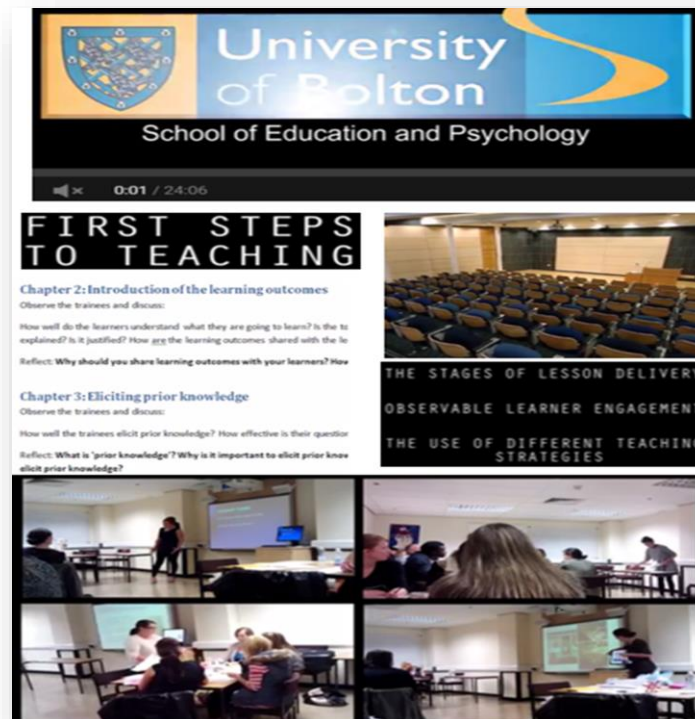 University
of Bolton
School of Education and Psychology
0:01 / 24:06
FIRST STEPS
TO TEACHING
Chapter 2: Introduction of the learning outcomes
Observe the trainees and discuss:
How well do the learners understand what they are going to learn? Is the
explained? Is it justified? How are the learning outcomes shared with the le
Reflect: Why should you share learning outcomes with your learners? How
Chapter 3: Eliciting prior knowledge
Observe the trainees and discuss:
How well the trainees elicit prior knowledge? How effective is their question
Reflect: What is 'prior knowledge'? Why is it important to elicit prior know
elicit prior knowledge?
THE STAGES OF LESSON DELIVERY
OBSERVABLE LEARNER ENGAGEMEN
THE USE OF DIFFERENT TEACHING
STRATEGIES